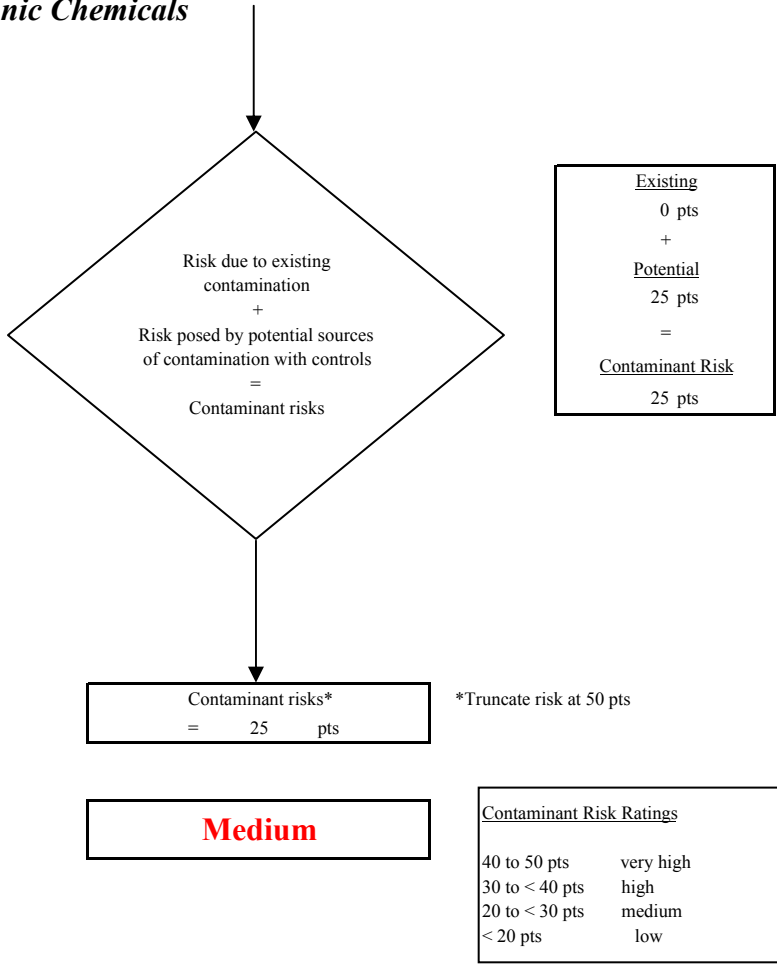 nic Chemicals
Risk due to existing
contamination
+
Risk posed by potential sources
of contamination with controls
=
Contaminant risks
Existing
0 pts
+
Potential
25 pts
=
Contaminant Risk
25 pts
Contaminant risks*
= 25 pts
*Truncate risk at 50 pts
Medium
Contaminant Risk Ratings
40 to 50 pts very high
30 to < 40 pts high
20 to < 30 pts medium
< 20 pts low